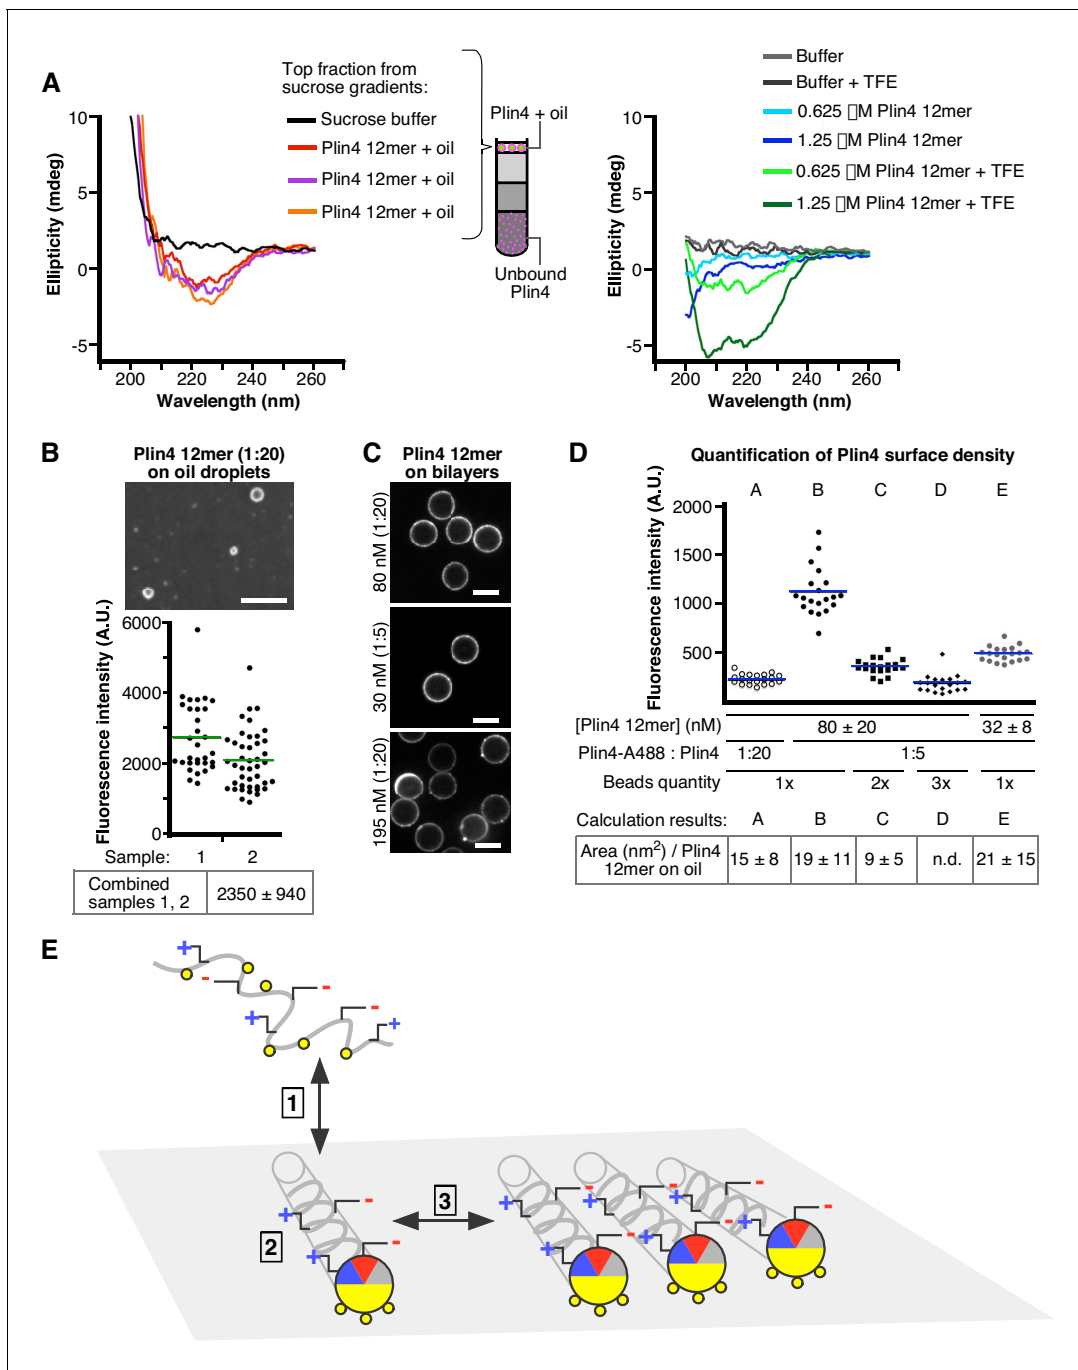 A
Top fraction from
sucrose gradients:
Sucrose buffer
Plin4 12mer + oil
Plin4 12mer + oil
Plin4 12mer + oil
Plin4 + oil
Unbound
Plin4
10
5
0
-5
Ellipticity (mdeg)
200 220 240 260
Wavelength (nm)
Buffer
Buffer + TFE
0.625 □M Plin4 12mer
1.25 □M Plin4 12mer
0.625 □M Plin4 12mer + TFE
1.25 □M Plin4 12mer + TFE
10
5
0
-5
Ellipticity (mdeg)
200 220 240 260
Wavelength (nm)
B
Plin4 12mer (1:20)
on oil droplets
6000
4000
2000
0
Fluorescence intensity (A.U.)
Sample: 1 2
Combined
samples 1, 2
2350 ± 940
C
Plin4 12mer
on bilayers
80 nM (1:20)
30 nM (1:5)
195 nM (1:20)
D
Quantification of Plin4 surface density
A B C D E
2000
1500
1000
500
Fluorescence intensity (A.U.)
[Plin4 12mer] (nM) 80 ± 20 32 ± 8
Plin4-A488 : Plin4 1:20 1:5
Beads quantity 1x 2x 3x 1x
Calculation results: A B C D E
Area (nm²) / Plin4
12mer on oil
15 ± 8 19 ± 11 9 ± 5 n.d. 21 ± 15
E
+
-
-
+
-
+
1
2
3
+
-
+
-
+
-
+
-
+
-
+
-
+
-